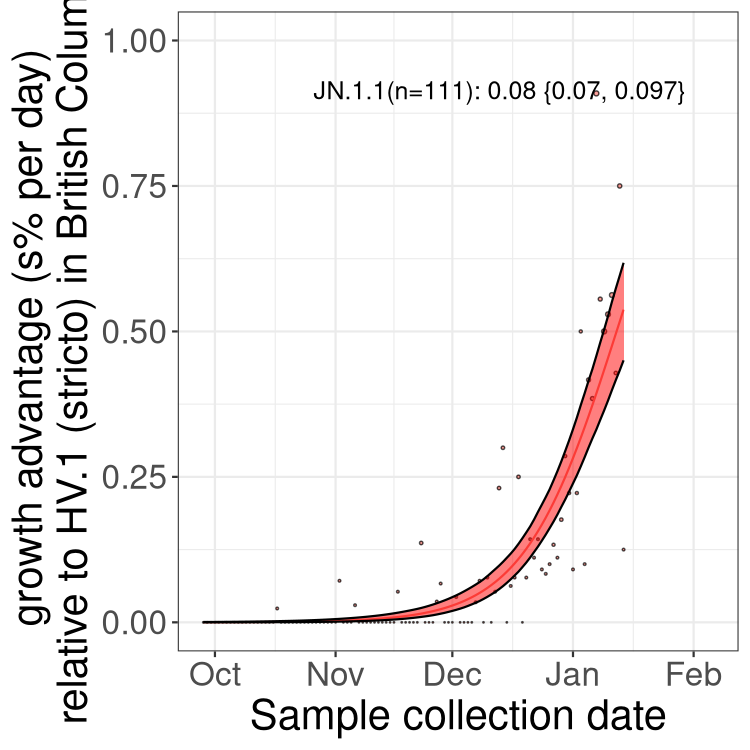 growth advantage (s% per day)
relative to HV.1 (stricto) in British Colum
1.00
0.75
0.50
0.25
0.00
JN.1.1(n=111): 0.08 {0.07, 0.097}
Oct Nov Dec Jan Feb
Sample collection date